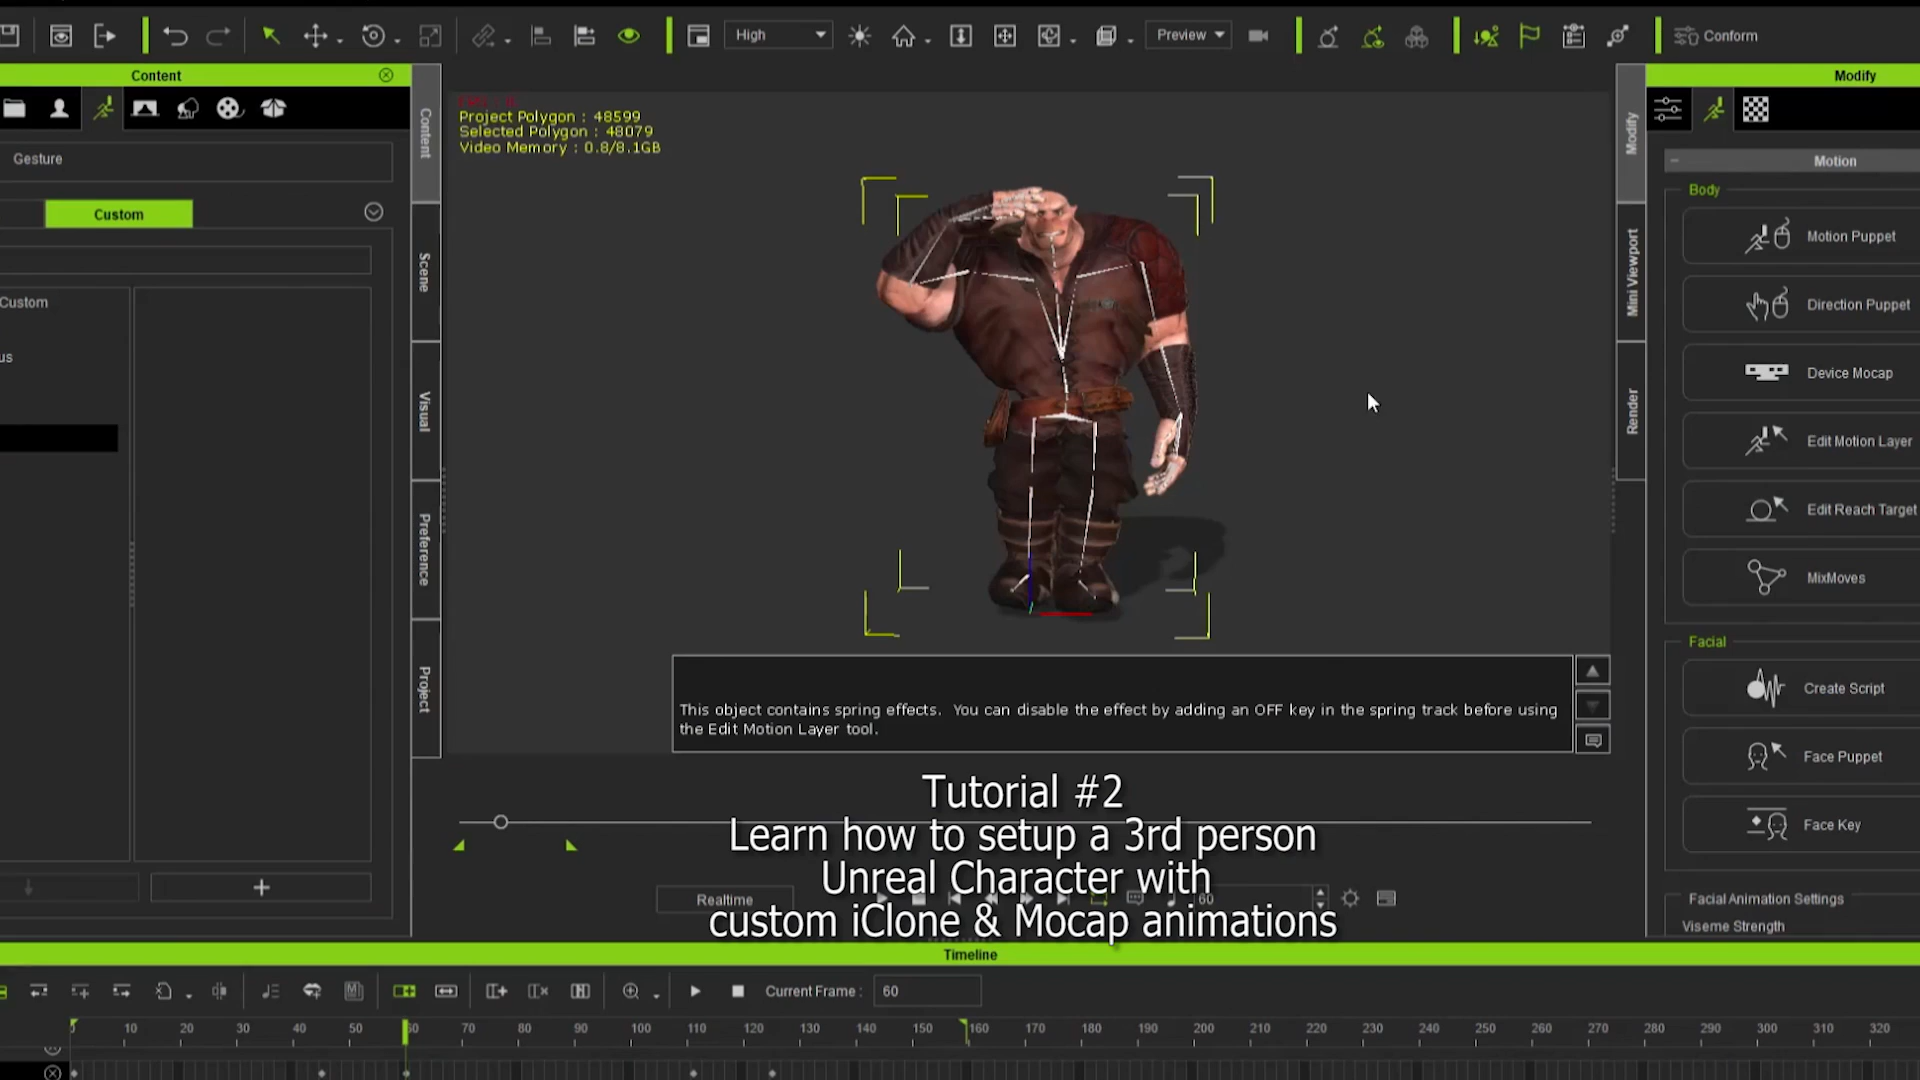 High
Preview
Conform
Content
Modify
Gesture
Custom
Custom
us
Content
Scene
Visual
Preference
Project
Project Polygon : 48599
Selected Polygon : 48079
Video Memory : 0.8/8.1GB
Modify
Mini Viewport
Render
Motion
Body
Motion Puppet
Direction Puppet
Device Mocap
Edit Motion Layer
Edit Reach Target
MixMoves
Facial
Create Script
Face Puppet
Face Key
Facial Animation Settings
Viseme Strength
This object contains spring effects. You can disable the effect by adding an OFF key in the spring track before using
the Edit Motion Layer tool.
Tutorial #2
Learn how to setup a 3rd person
Unreal Character with
custom iClone & Mocap animations
Realtime
60
Timeline
Current Frame : 60
10 20 30 40 50 60 70 80 90 100 110 120 130 140 150 160 170 180 190 200 210 220 230 240 250 260 270 280 290 300 310 320